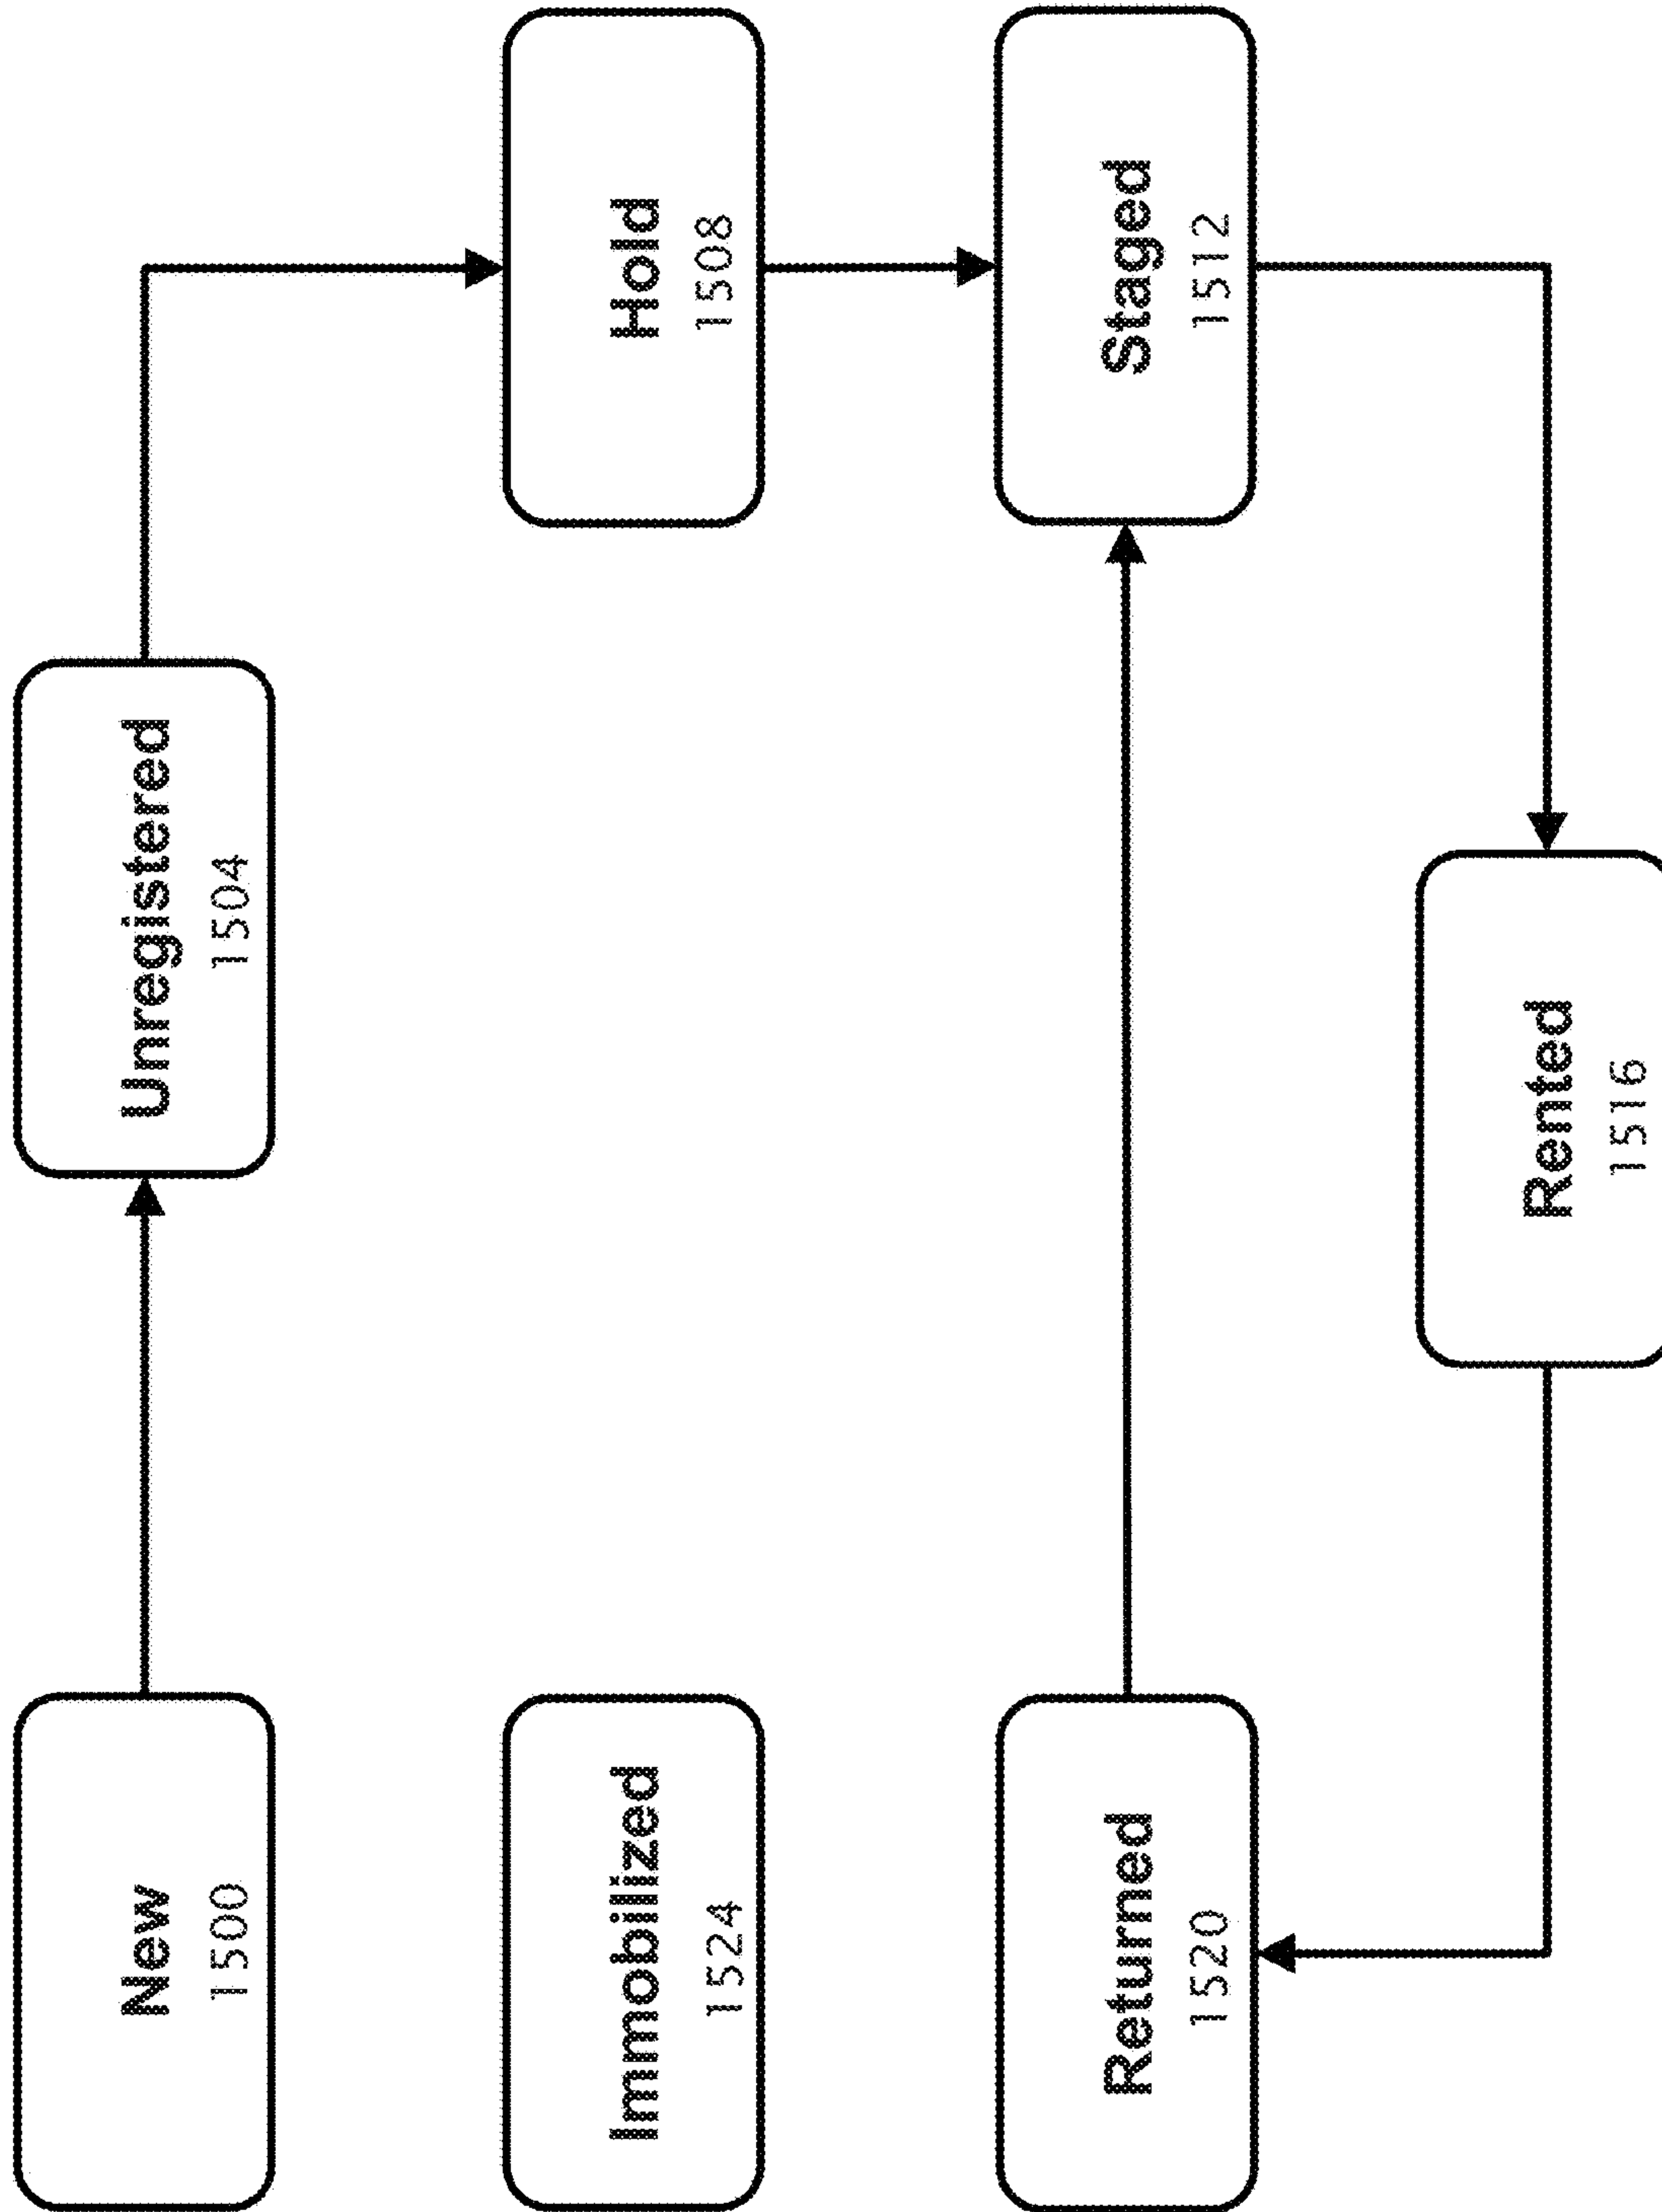 New
1500
Unregistered
1504
Immobilized
1524
Hold
1508
Returned
1520
Staged
1512
Rented
1516